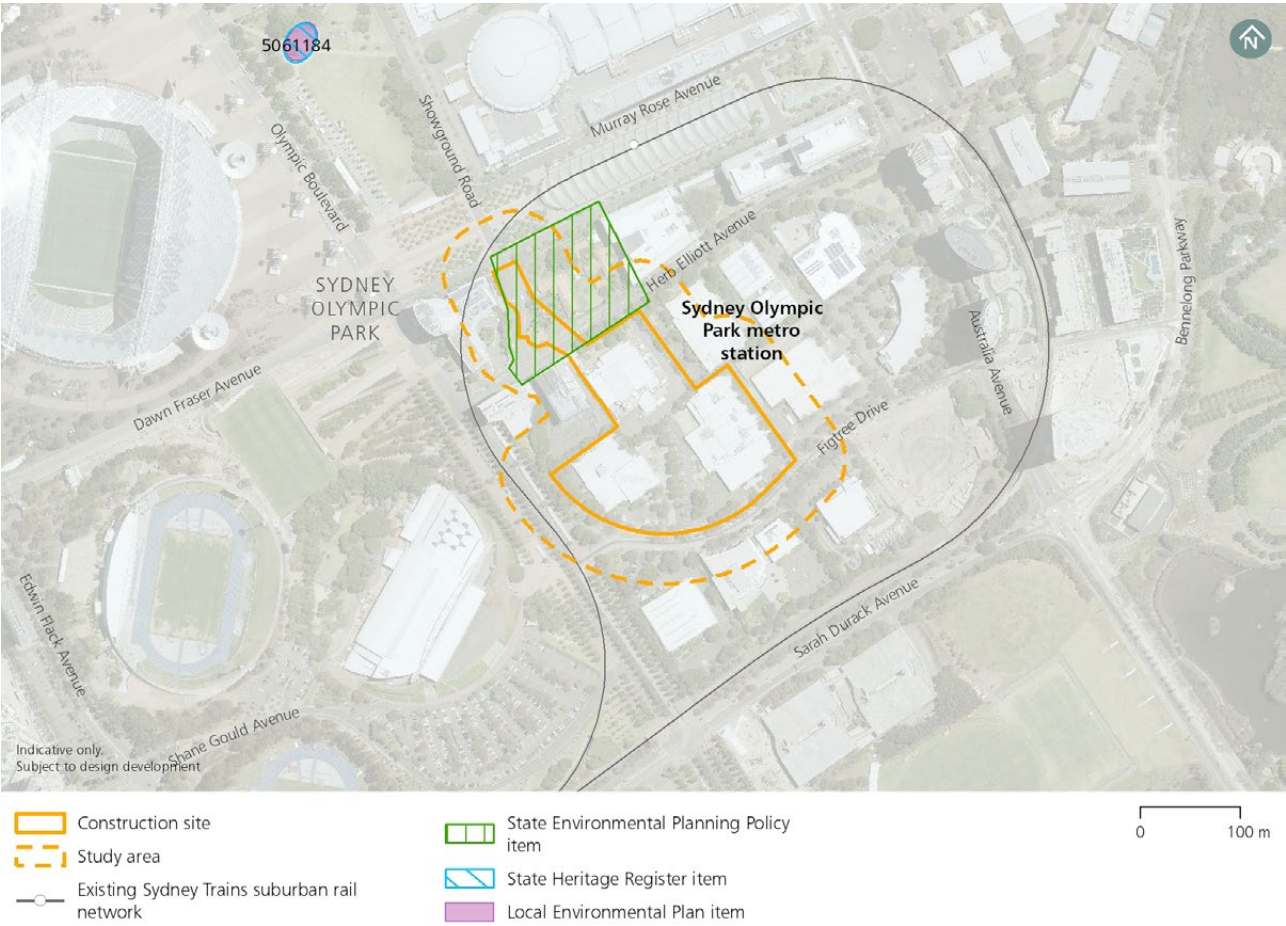 5061184
N
Murray Rose Avenue
Showground Road
Olympic Boulevard
Herb Elliott Avenue
Bennelong Parkway
SYDNEY
OLYMPIC
PARK
Sydney Olympic
Park metro
station
Australia Avenue
Dawn Fraser Avenue
Figtree Drive
Edwin Flack Avenue
Sarah Durack Avenue
Shane Gould Avenue
Indicative only.
Subject to design development
Construction site
Study area
Existing Sydney Trains suburban rail
network
State Environmental Planning Policy
item
State Heritage Register item
Local Environmental Plan item
0 100 m